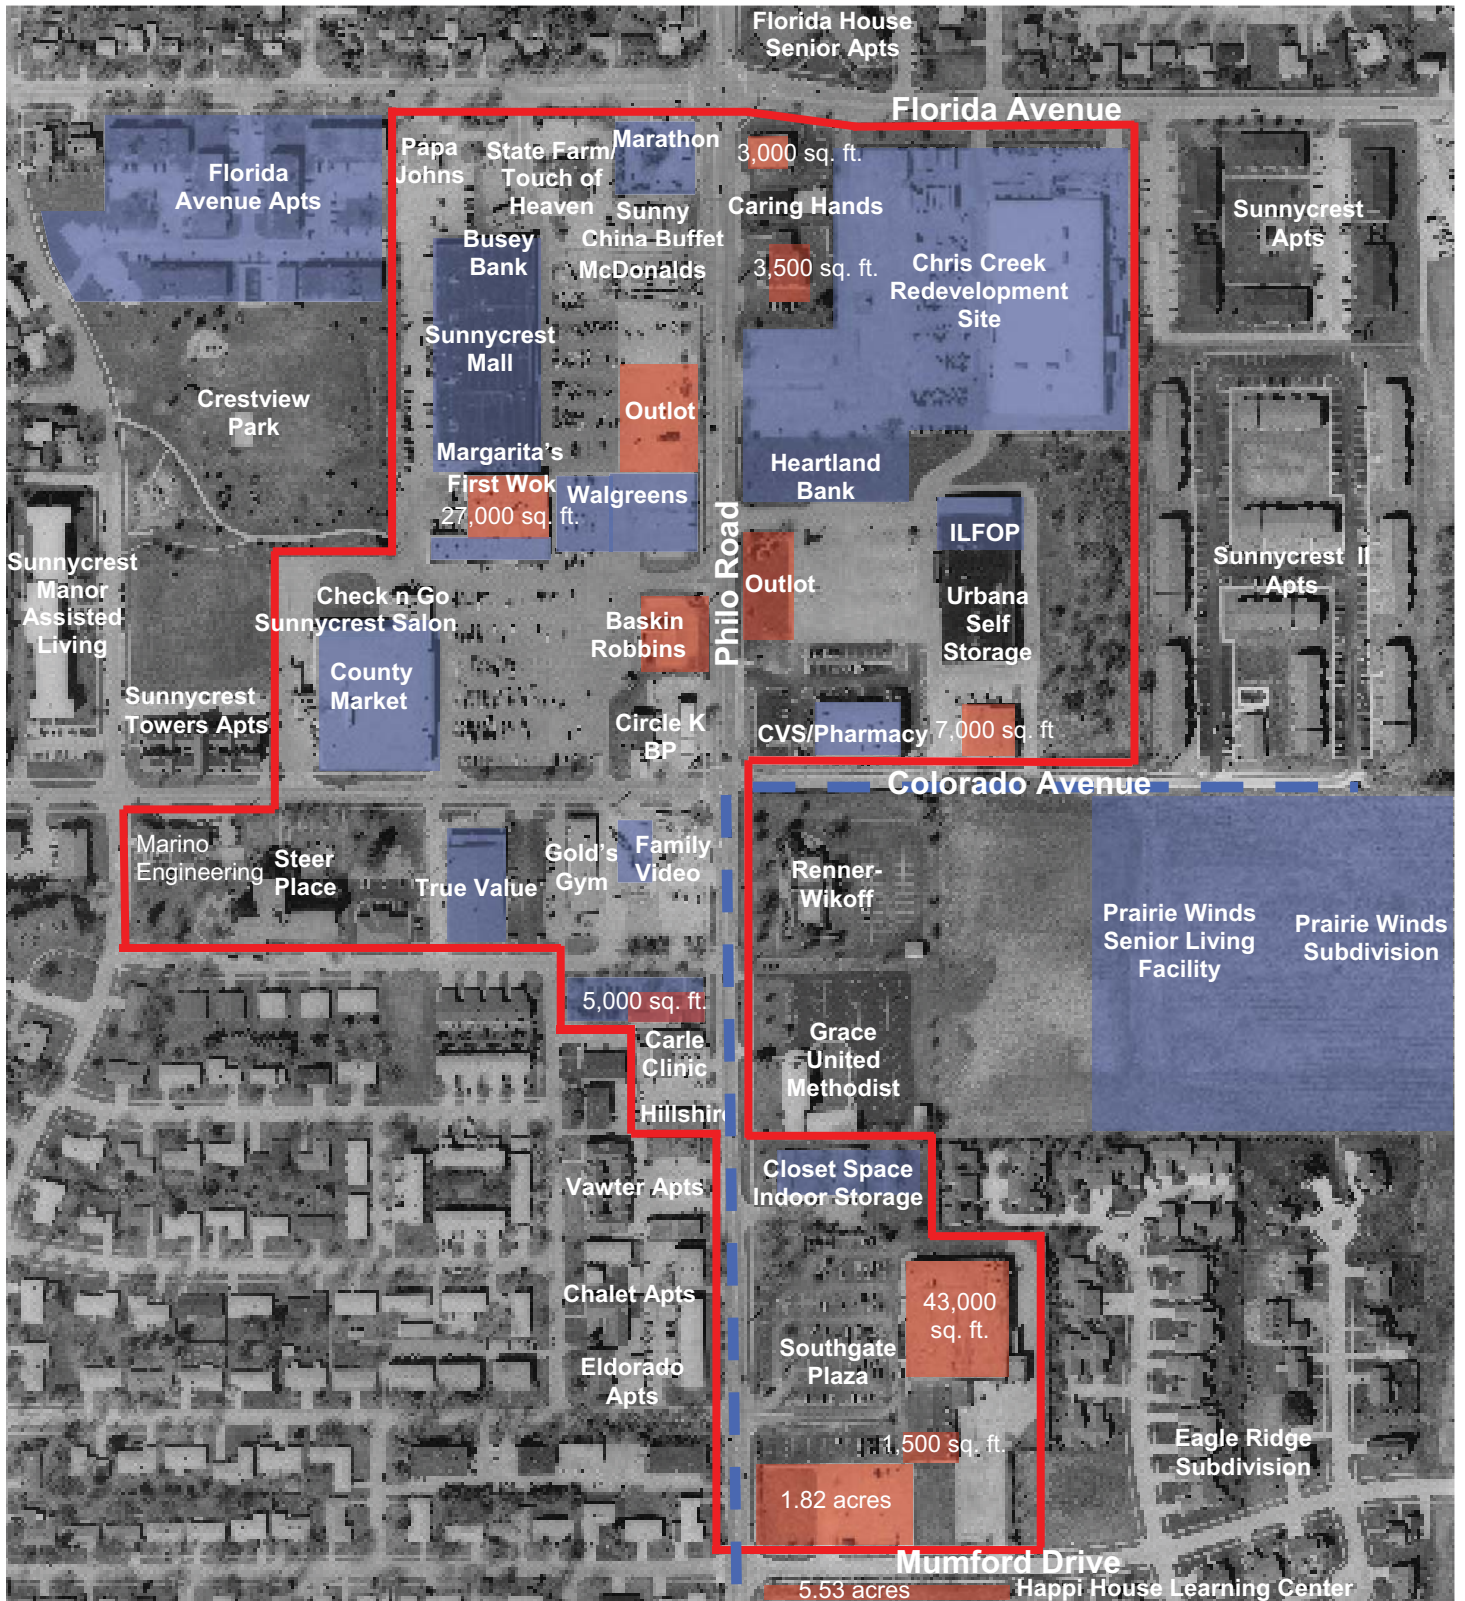 Florida House
Senior Apts
Florida Avenue
Papa
Johns
State Farm/
Touch of
Heaven
Marathon
3,000 sq. ft.
Florida
Avenue Apts
Sunny
China Buffet
Caring Hands
Sunnycrest
Apts
Busey
Bank
McDonalds
3,500 sq. ft.
Chris Creek
Redevelopment
Site
Sunnycrest
Mall
Crestview
Park
Outlot
Margarita's
First Wok
27,000 sq. ft.
Walgreens
Heartland
Bank
Philo Road
ILFOP
Sunnycrest
Manor
Assisted
Living
Check n Go
Sunnycrest Salon
Baskin
Robbins
Outlot
Urbana
Self
Storage
Sunnycrest II
Apts
County
Market
Sunnycrest
Towers Apts
Circle K
BP
CVS/Pharmacy
7,000 sq. ft
Colorado Avenue
Marino
Engineering
Steer
Place
True Value
Gold's
Gym
Family
Video
Renner-
Wikoff
Prairie Winds
Senior Living
Facility
Prairie Winds
Subdivision
5,000 sq. ft.
Carle
Clinic
Grace
United
Methodist
Hillshire
Vawter Apts
Closet Space
Indoor Storage
Chalet Apts
43,000
sq. ft.
Southgate
Plaza
Eldorado
Apts
1,500 sq. ft.
Eagle Ridge
Subdivision
1.82 acres
Mumford Drive
5.53 acres
Happi House Learning Center